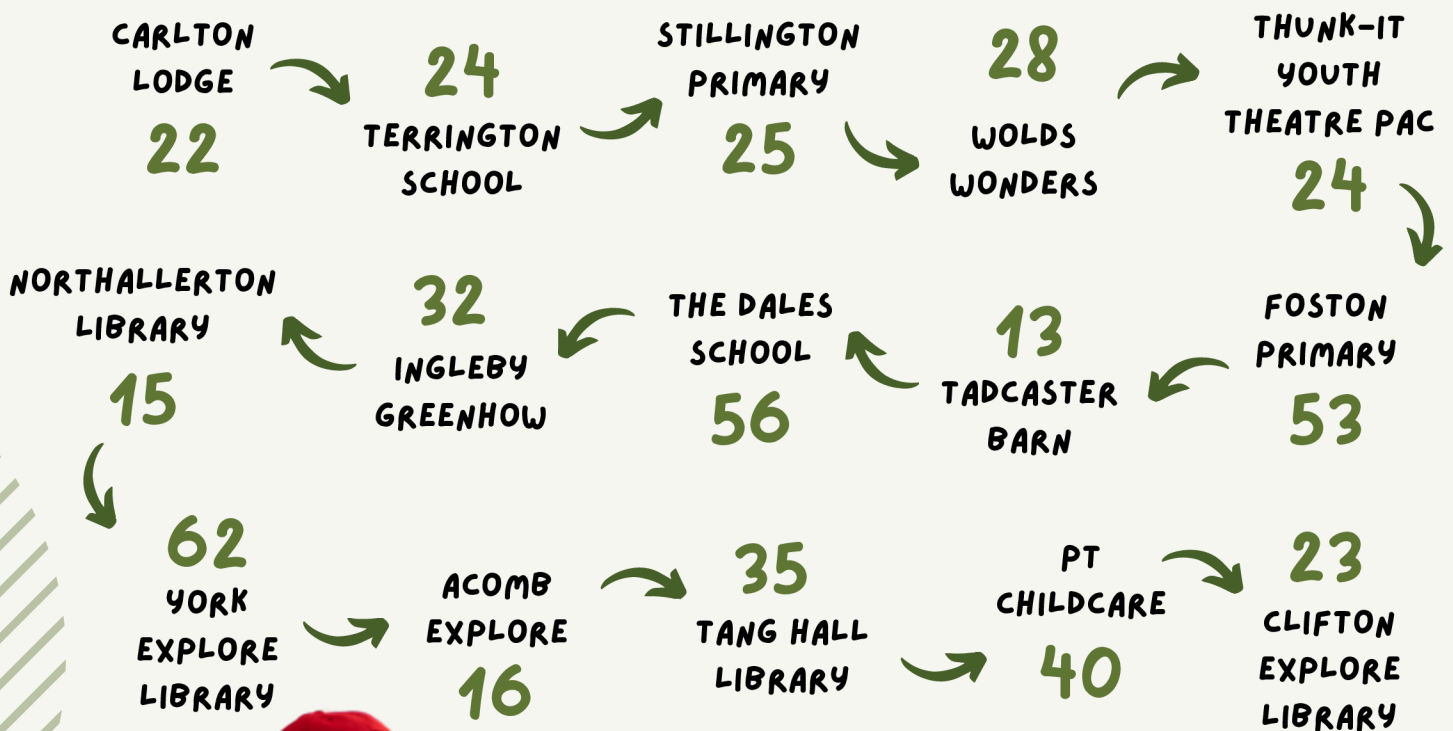 CARLTON
LODGE
22
24
TERRINGTON
SCHOOL
STILLINGTON
PRIMARY
25
28
WOLDS
WONDERS
THUNK-IT
YOUTH
THEATRE PAC
24
FOSTON
PRIMARY
53
13
TADCASTER
BARN
THE DALES
SCHOOL
56
32
INGLEBY
GREENHOW
NORTHALLERTON
LIBRARY
15
62
YORK
EXPLORE
LIBRARY
ACOMB
EXPLORE
16
35
TANG HALL
LIBRARY
PT
CHILDCARE
40
23
CLIFTON
EXPLORE
LIBRARY